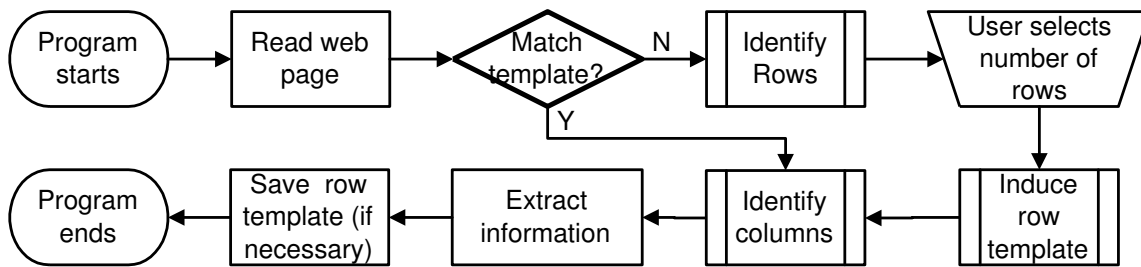 Program
starts
Read web
page
Match
template?
N
Y
Identify
Rows
User selects
number of
rows
Induce
row
template
Identify
columns
Extract
information
Save row
template (if
necessary)
Program
ends